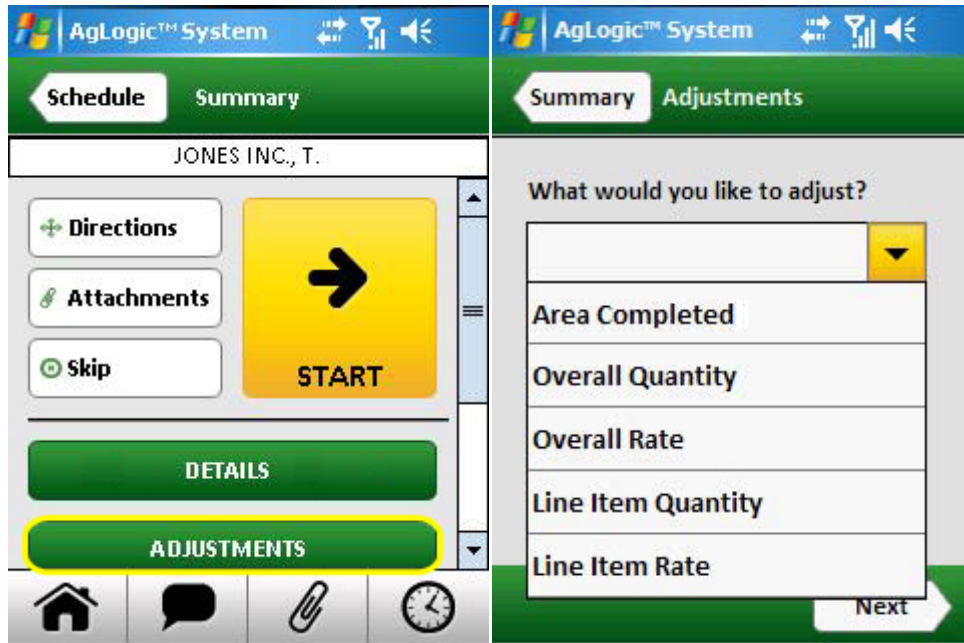 AgLogic™ System
Schedule Summary
JONES INC., T.
Directions
Attachments
Skip
START
DETAILS
ADJUSTMENTS
AgLogic™ System
Summary Adjustments
What would you like to adjust?
Area Completed
Overall Quantity
Overall Rate
Line Item Quantity
Line Item Rate
Next